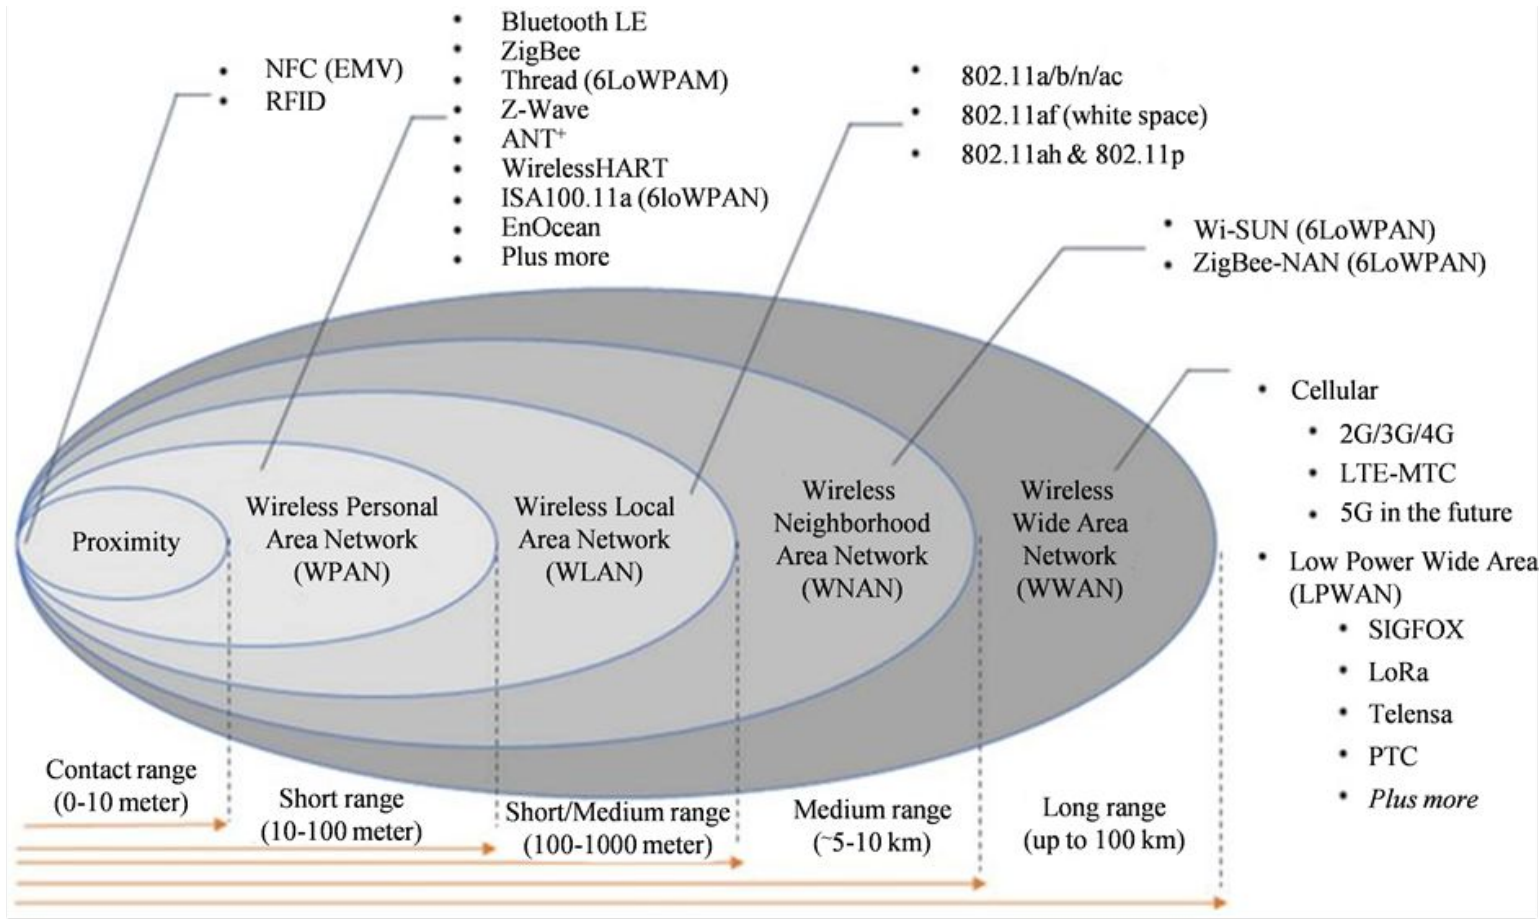 • NFC (EMV)
• RFID
• Bluetooth LE
• ZigBee
• Thread (6LoWPAM)
• Z-Wave
• ANT+
• WirelessHART
• ISA100.11a (6loWPAN)
• EnOcean
• Plus more
• 802.11a/b/n/ac
• 802.11af (white space)
• 802.11ah & 802.11p
• Wi-SUN (6LoWPAN)
• ZigBee-NAN (6LoWPAN)
• Cellular
• 2G/3G/4G
• LTE-MTC
• 5G in the future
• Low Power Wide Area
(LPWAN)
• SIGFOX
• LoRa
• Telensa
• PTC
• Plus more
Proximity
Wireless Personal
Area Network
(WPAN)
Wireless Local
Area Network
(WLAN)
Wireless
Neighborhood
Area Network
(WNAN)
Wireless
Wide Area
Network
(WWAN)
Contact range
(0-10 meter)
Short range
(10-100 meter)
Short/Medium range
(100-1000 meter)
Medium range
(~5-10 km)
Long range
(up to 100 km)